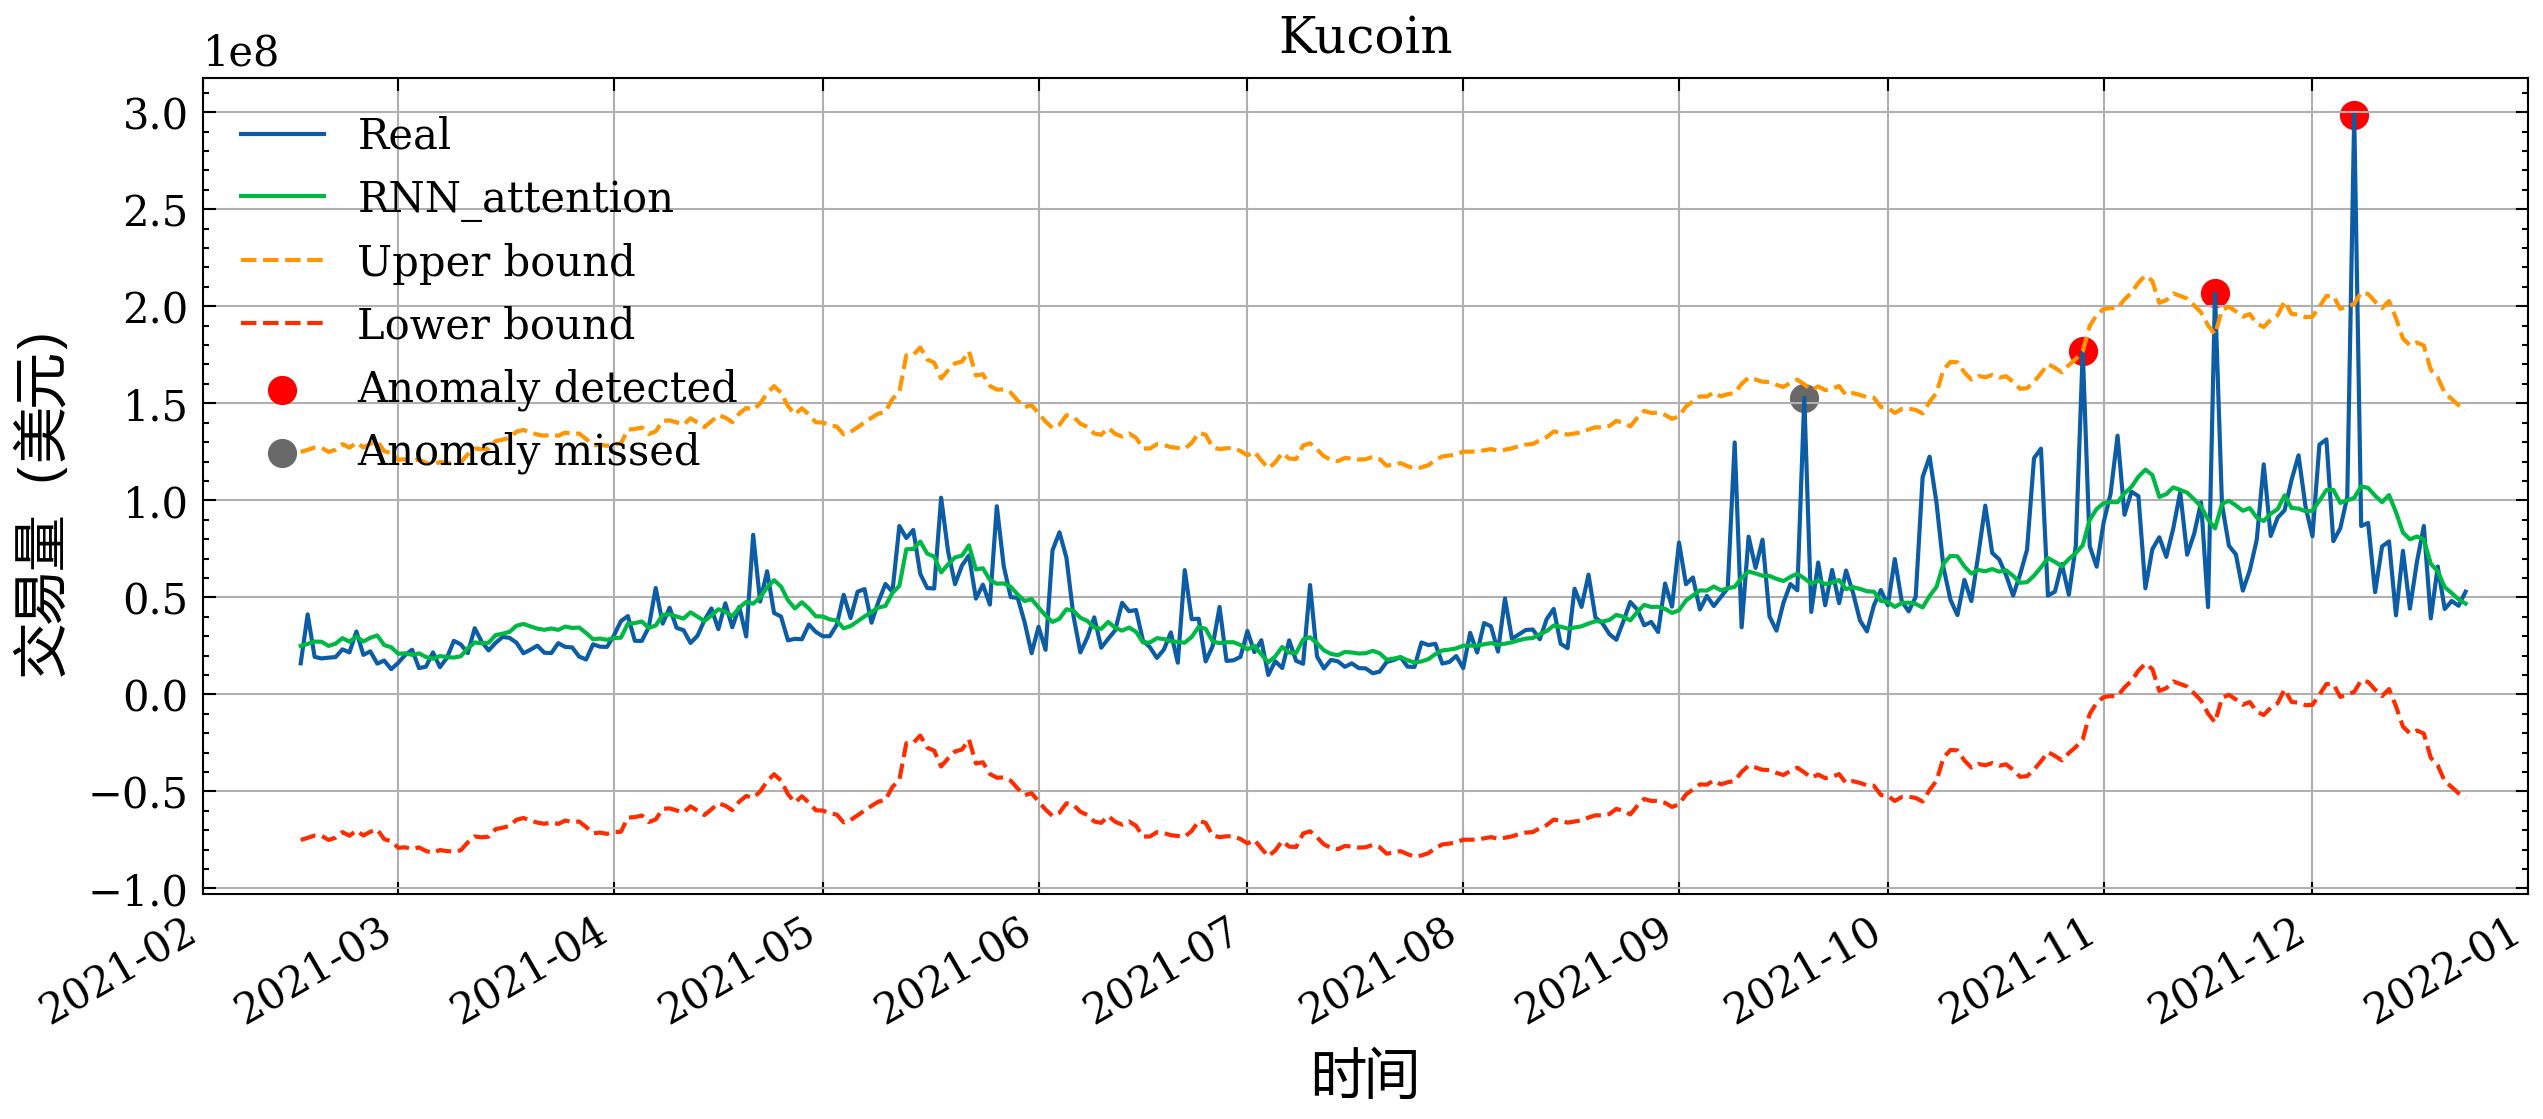 Kucoin
1e8
3.0
2.5
2.0
1.5
1.0
0.5
0.0
−0.5
−1.0
交易量 (美元)
Real
RNN_attention
Upper bound
Lower bound
Anomaly detected
Anomaly missed
2021-02
2021-03
2021-04
2021-05
2021-06
2021-07
2021-08
2021-09
2021-10
2021-11
2021-12
2022-01
时间